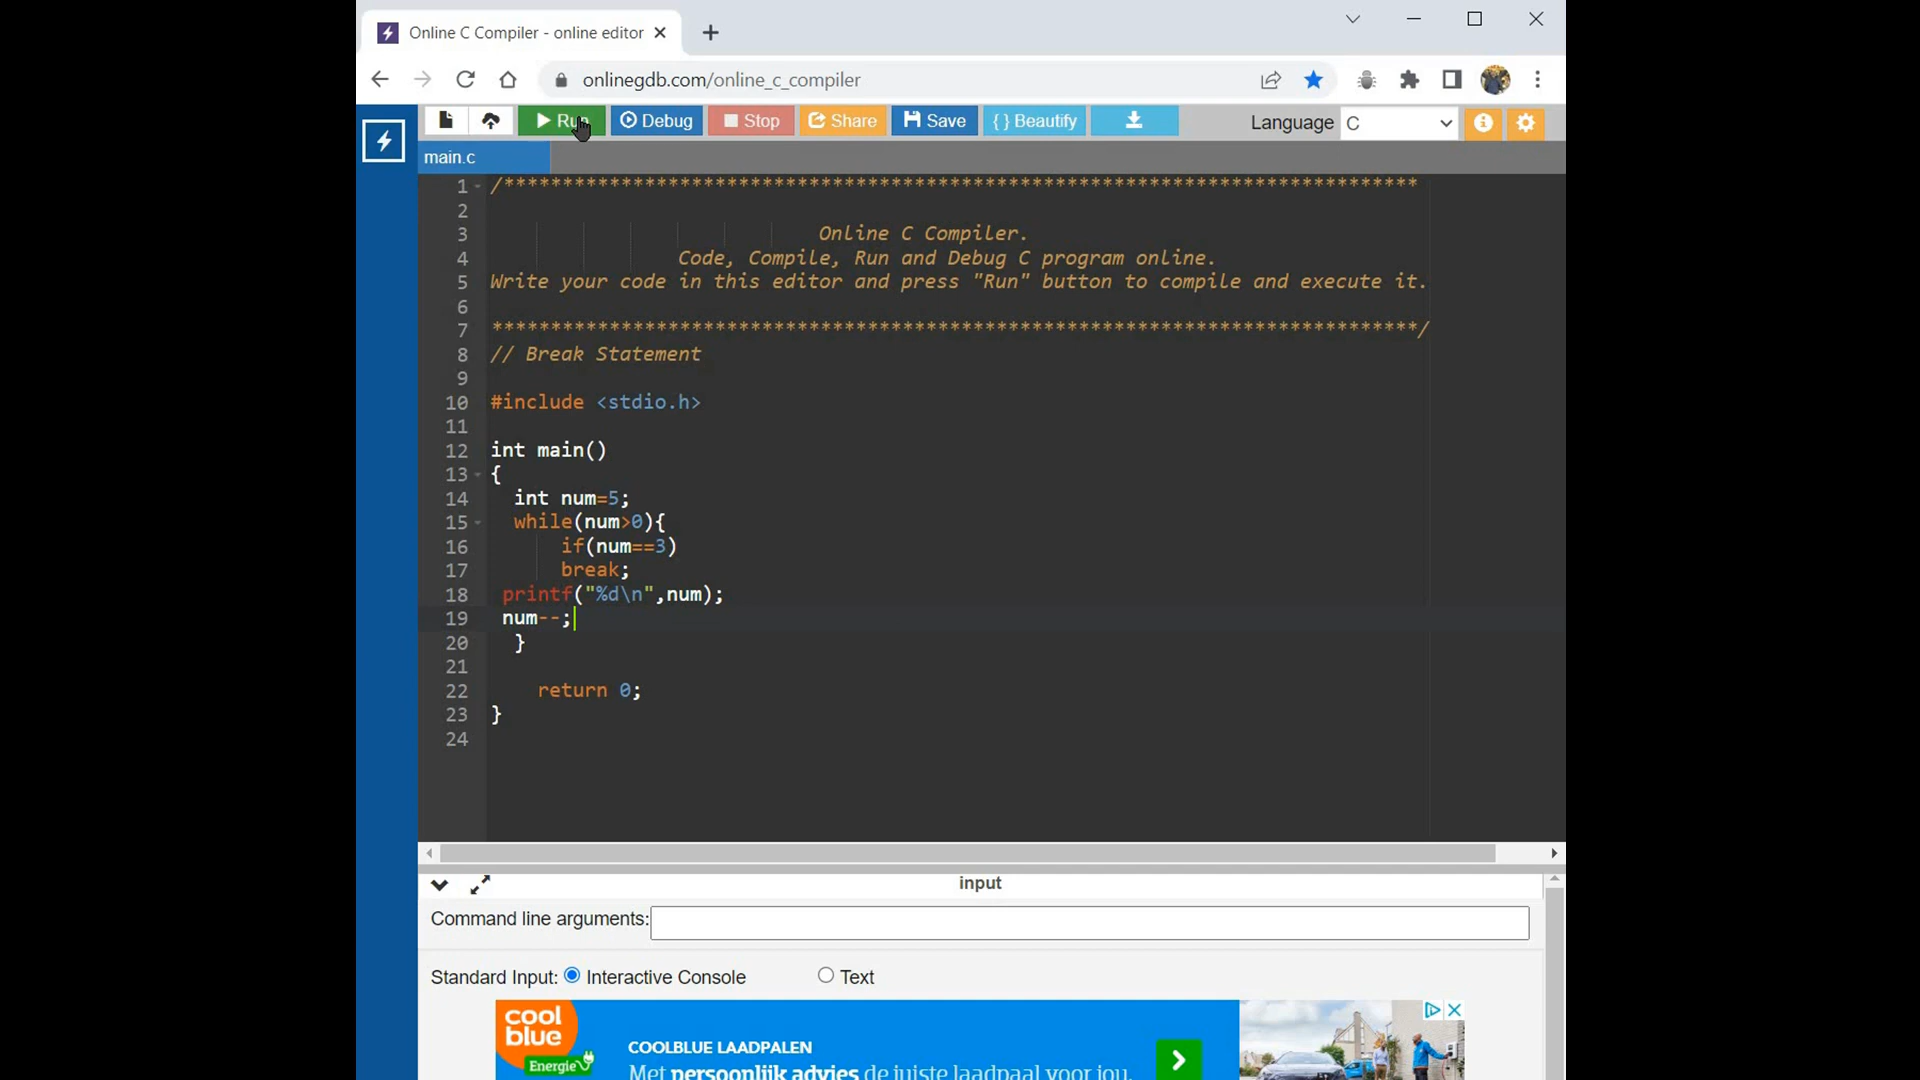 Online C Compiler - online editor
onlinegdb.com/online_c_compiler
Run Debug Stop Share Save { } Beautify Language C
main.c
1 /******************************************************************************
2
3 Online C Compiler.
4 Code, Compile, Run and Debug C program online.
5 Write your code in this editor and press "Run" button to compile and execute it.
6
7 *******************************************************************************/
8 // Break Statement
9
10 #include <stdio.h>
11
12 int main()
13 {
14 int num=5;
15 while(num>0){
16 if(num==3)
17 break;
18 printf("%d\n",num);
19 num--;
20 }
21
22 return 0;
23 }
24
input
Command line arguments:
Standard Input: Interactive Console Text
cool
blue
Energie
COOLBLUE LAADPALEN
Met persoonlijk advies de juiste laadpaal voor jou.